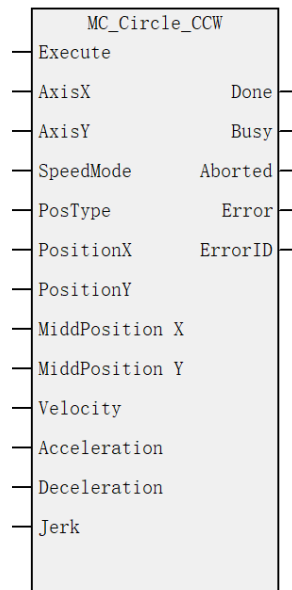 MC_Circle_CCW
Execute
AxisX Done
AxisY Busy
SpeedMode Aborted
PosType Error
PositionX ErrorID
PositionY
MiddPosition X
MiddPosition Y
Velocity
Acceleration
Deceleration
Jerk